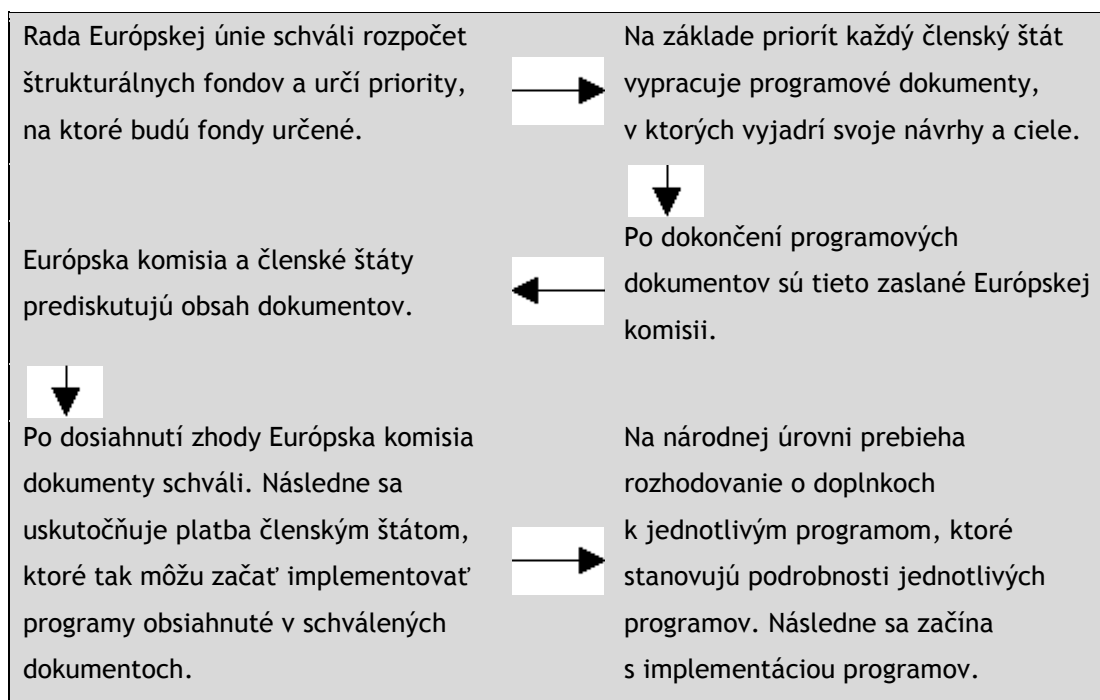 Rada Európskej únie schváli rozpočet
štrukturálnych fondov a určí priority,
na ktoré budú fondy určené.
Na základe priorít každý členský štát
vypracuje programové dokumenty,
v ktorých vyjadrí svoje návrhy a ciele.
Po dokončení programových
dokumentov sú tieto zaslané Európskej
komisii.
Európska komisia a členské štáty
prediskutujú obsah dokumentov.
Po dosiahnutí zhody Európska komisia
dokumenty schváli. Následne sa
uskutočňuje platba členským štátom,
ktoré tak môžu začať implementovať
programy obsiahnuté v schválených
dokumentoch.
Na národnej úrovni prebieha
rozhodovanie o doplnkoch
k jednotlivým programom, ktoré
stanovujú podrobnosti jednotlivých
programov. Následne sa začína
s implementáciou programov.